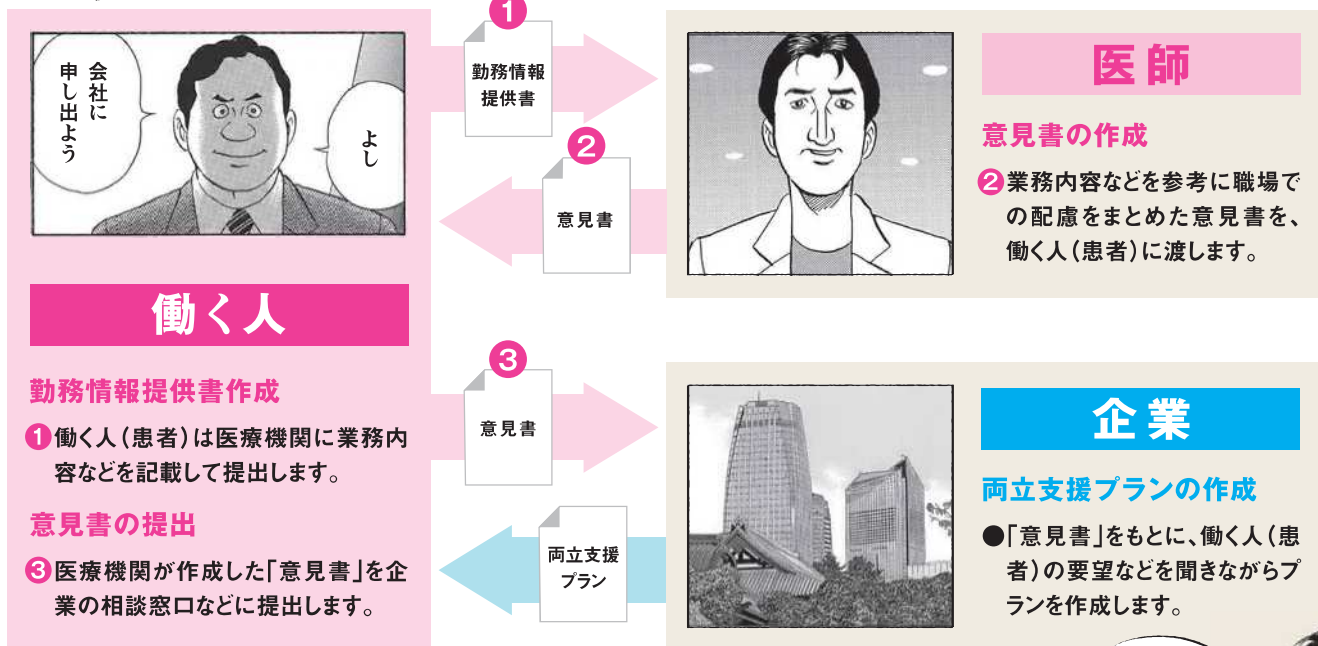 会社に
申し出よう
よし
働く人
勤務情報提供書作成
❶働く人(患者)は医療機関に業務内
容などを記載して提出します。
意見書の提出
❸医療機関が作成した「意見書」を企
業の相談窓口などに提出します。
❶
勤務情報
提供書
❷
意見書
❸
意見書
両立支援
プラン
医師
意見書の作成
❷業務内容などを参考に職場で
の配慮をまとめた意見書を、
働く人(患者)に渡します。
企業
両立支援プランの作成
●「意見書」をもとに、働く人(患
者)の要望などを聞きながらプ
ランを作成します。